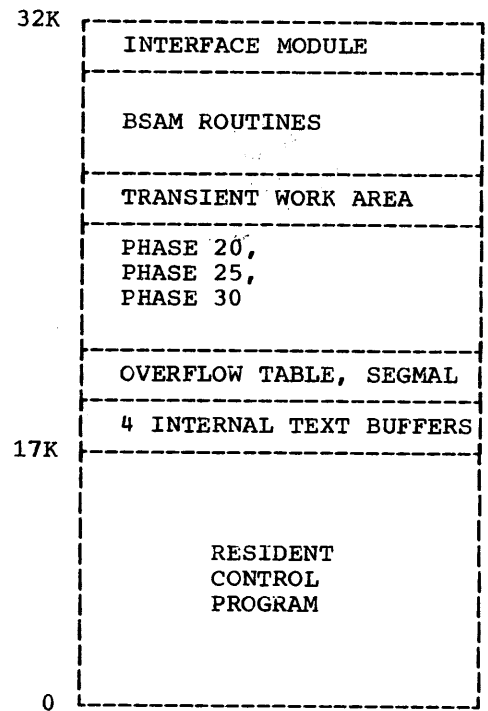 32K
INTERFACE MODULE
BSAM ROUTINES
TRANSIENT WORK AREA
PHASE 20,
PHASE 25,
PHASE 30
OVERFLOW TABLE, SEGMAL
4 INTERNAL TEXT BUFFERS
17K
RESIDENT
CONTROL
PROGRAM
0